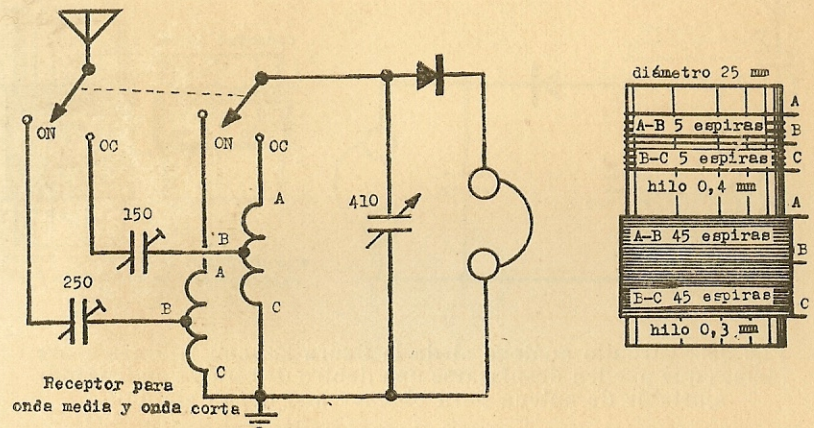 ON
OC
ON
OC
150
A
B
C
250
A
B
C
410
Receptor para
onda media y onda corta
diámetro 25 mm
A
A-B 5 espiras
B
B-C 5 espiras
C
hilo 0,4 mm
A
A-B 45 espiras
B
B-C 45 espiras
C
hilo 0,3 mm